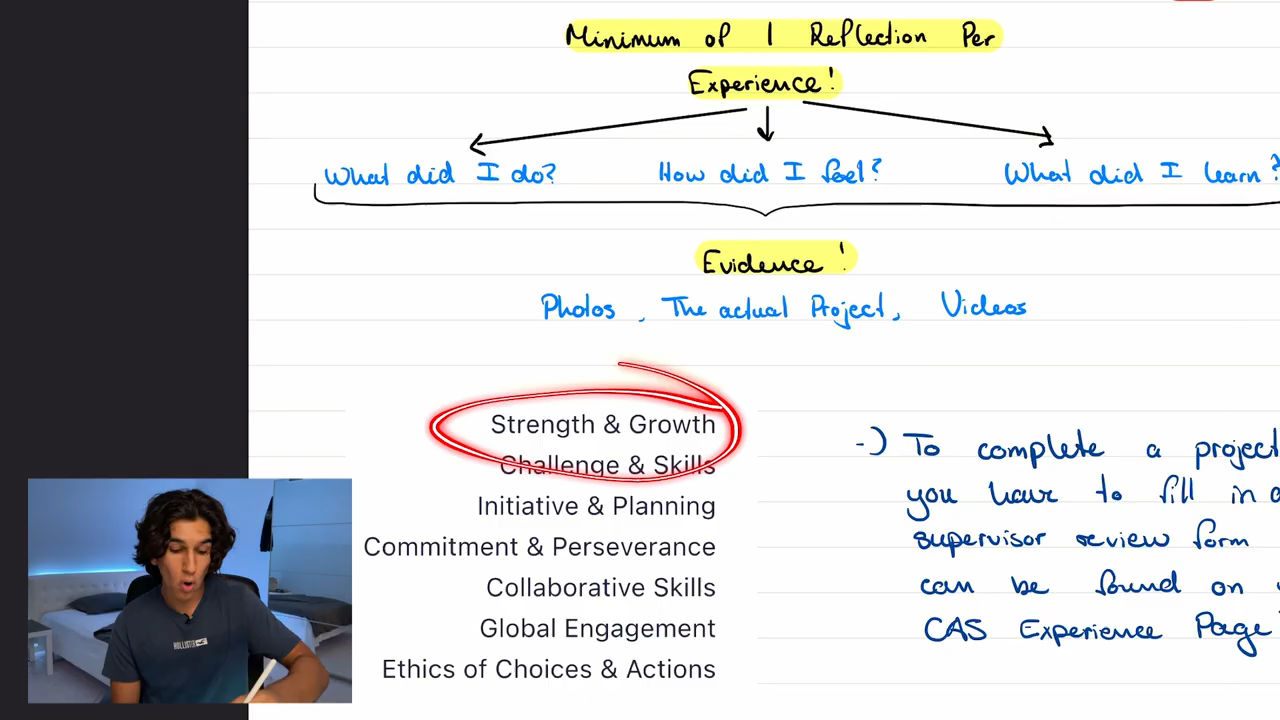 Minimum of 1 Reflection Per
Experience!
What did I do?
How did I feel?
What did I learn?
Evidence!
Photos, The actual Project, Videos
Strength & Growth
Challenge & Skills
Initiative & Planning
Commitment & Perseverance
Collaborative Skills
Global Engagement
Ethics of Choices & Actions
-) To complete a project
you have to fill in
supervisor review form
can be found on
CAS Experience Page
HOLLISTER